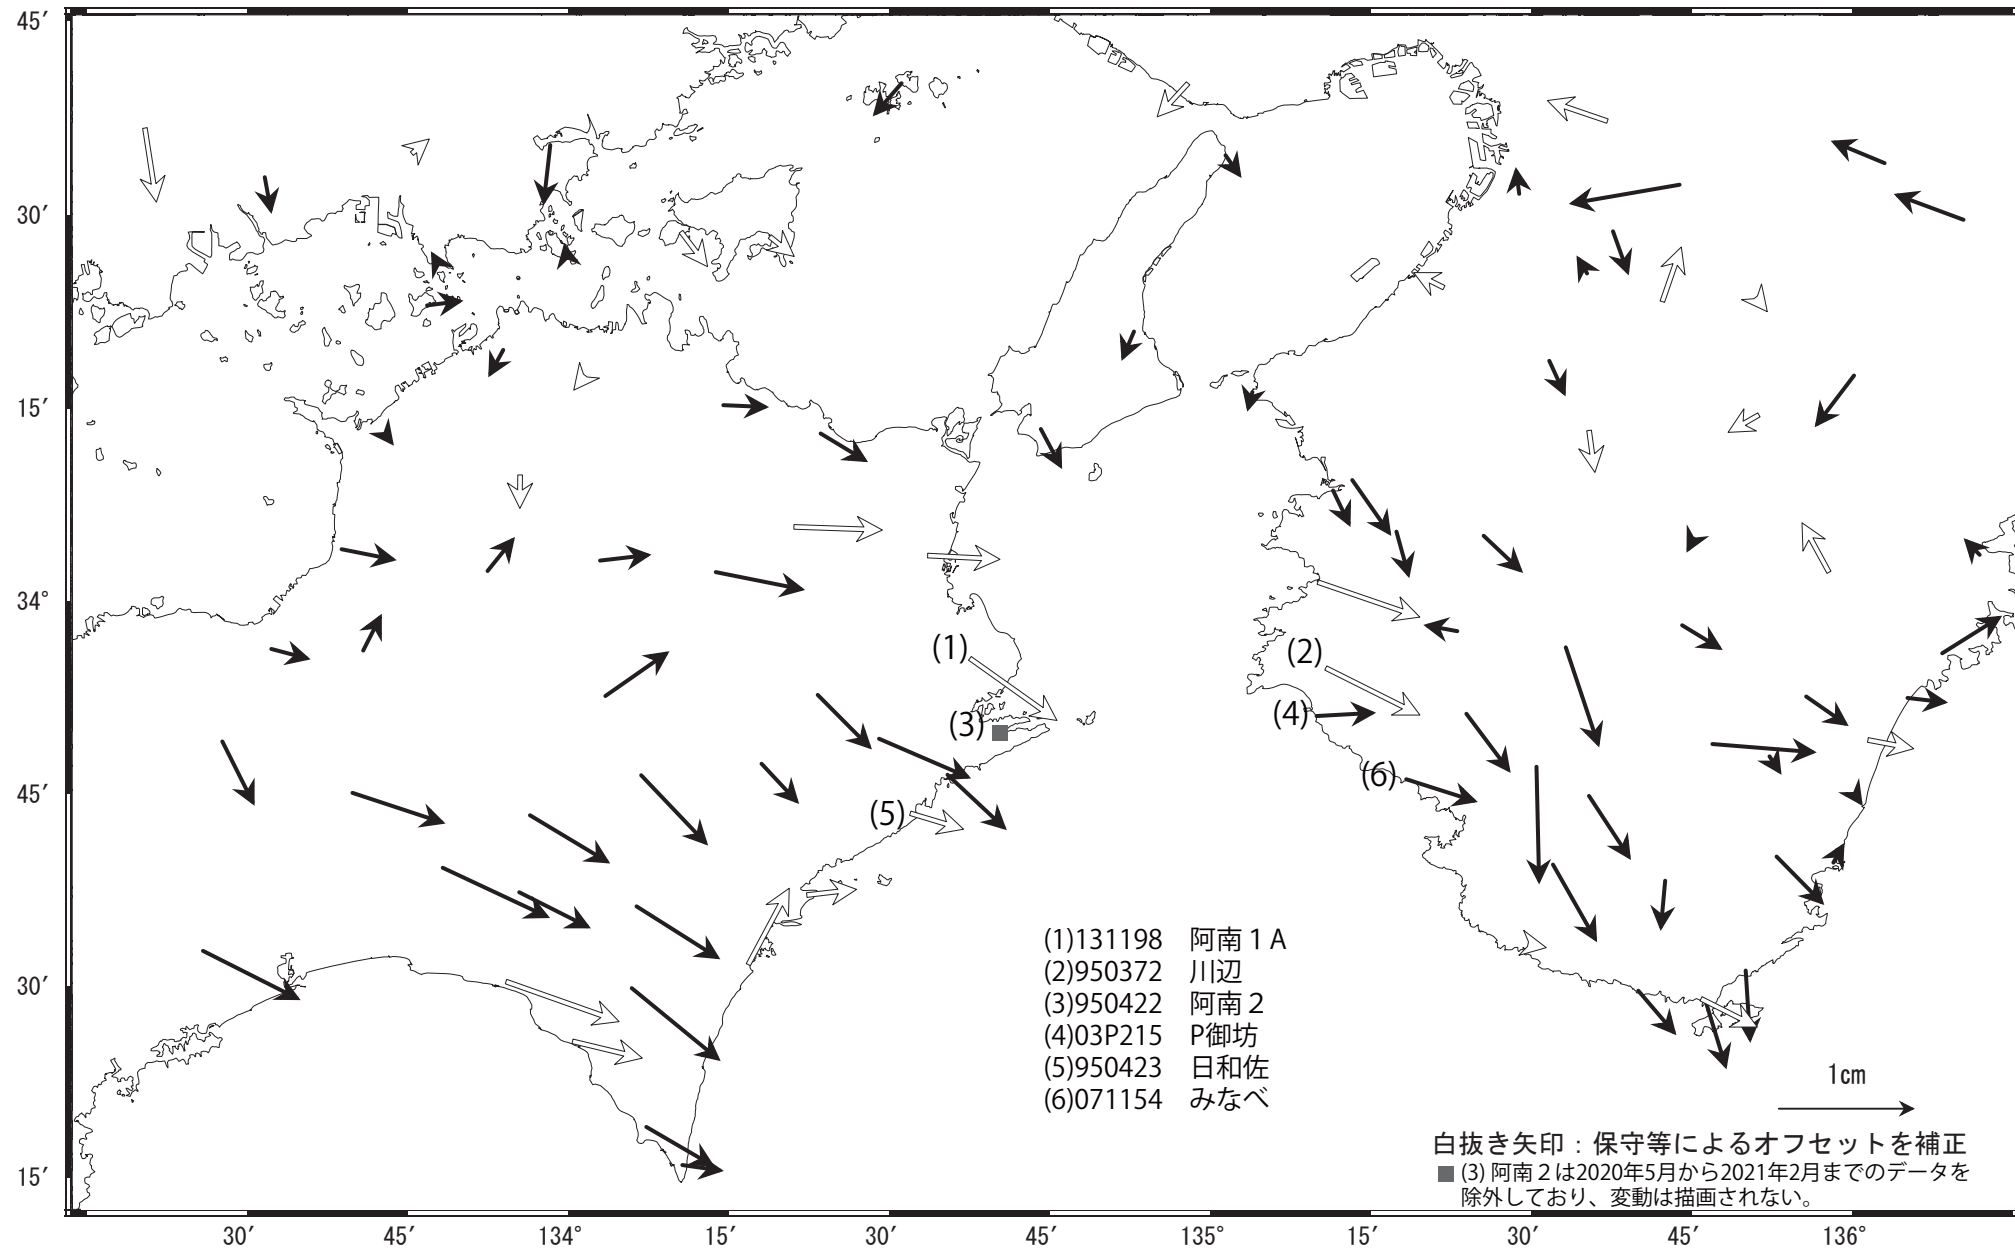 45′
30′
15′
34°
45′
30′
15′
(1)
(2)
(3)
(4)
(5)
(6)
(1)131198 阿南１A
(2)950372 川辺
(3)950422 阿南２
(4)03P215 P御坊
(5)950423 日和佐
(6)071154 みなべ
1cm
白抜き矢印：保守等によるオフセットを補正
■ (3) 阿南２は2020年5月から2021年2月までのデータを
除外しており、変動は描画されない。
30′ 45′ 134° 15′ 30′ 45′ 135° 15′ 30′ 45′ 136°